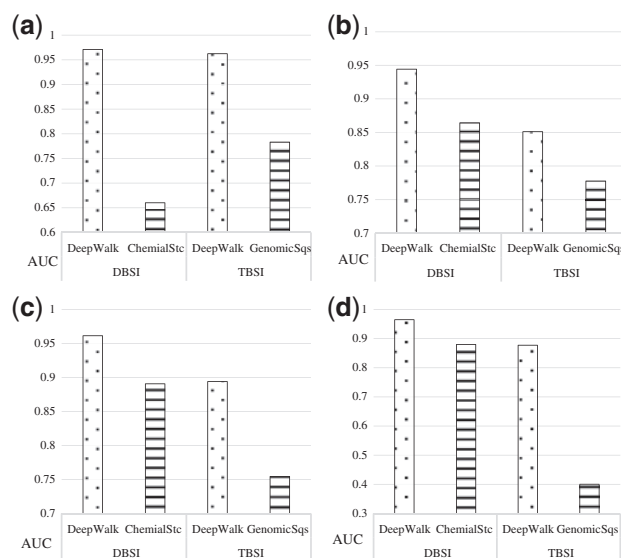 (a)
1
0.95
0.9
0.85
0.8
0.75
0.7
0.65
0.6
DeepWalk ChemialStc DeepWalk GenomicSqs
AUC
DBSI TBSI
(b)
1
0.95
0.9
0.85
0.8
0.75
0.7
DeepWalk ChemialStc DeepWalk GenomicSqs
AUC
DBSI TBSI
(c)
1
0.95
0.9
0.85
0.8
0.75
0.7
DeepWalk ChemialStc DeepWalk GenomicSqs
AUC
DBSI TBSI
(d)
1
0.9
0.8
0.7
0.6
0.5
0.4
0.3
DeepWalk ChemialStc DeepWalk GenomicSqs
AUC
DBSI TBSI